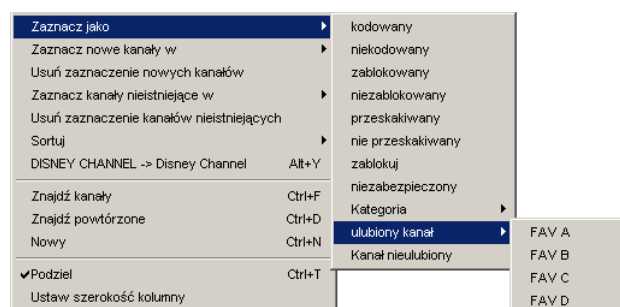 Zaznacz jako
Zaznacz nowe kanały w
Usuń zaznaczenie nowych kanałów
Zaznacz kanały nieistniejące w
Usuń zaznaczenie kanałów nieistniejących
Sortuj
DISNEY CHANNEL -> Disney Channel Alt+Y
Znajdź kanały Ctrl+F
Znajdź powtórzone Ctrl+D
Nowy Ctrl+N
Podziel Ctrl+T
Ustaw szerokość kolumny
kodowany
niekodowany
zablokowany
niezablokowany
przeskakiwany
nie przeskakiwany
zablokuj
niezabezpieczony
Kategoria
ulubiony kanał
Kanał nieulubiony
FAV A
FAV B
FAV C
FAV D